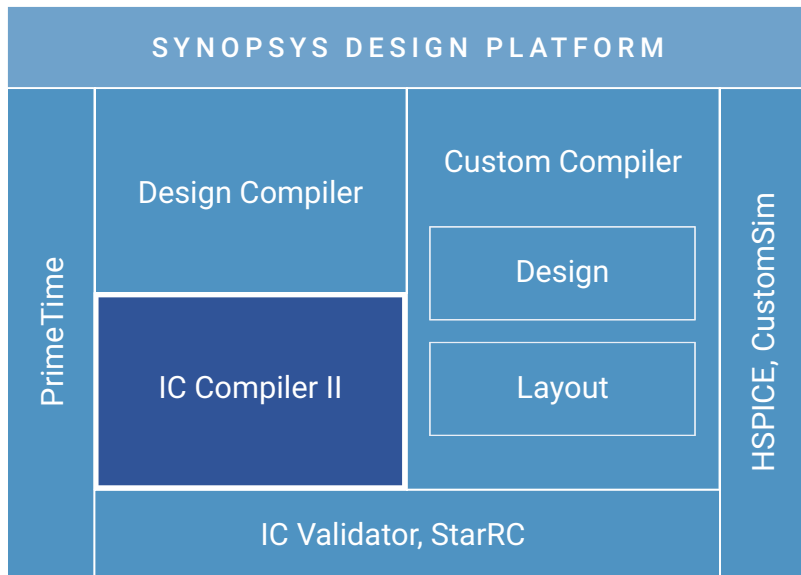 SYNOPSYS DESIGN PLATFORM
PrimeTime
Design Compiler
IC Compiler II
Custom Compiler
Design
Layout
HSPICE, CustomSim
IC Validator, StarRC